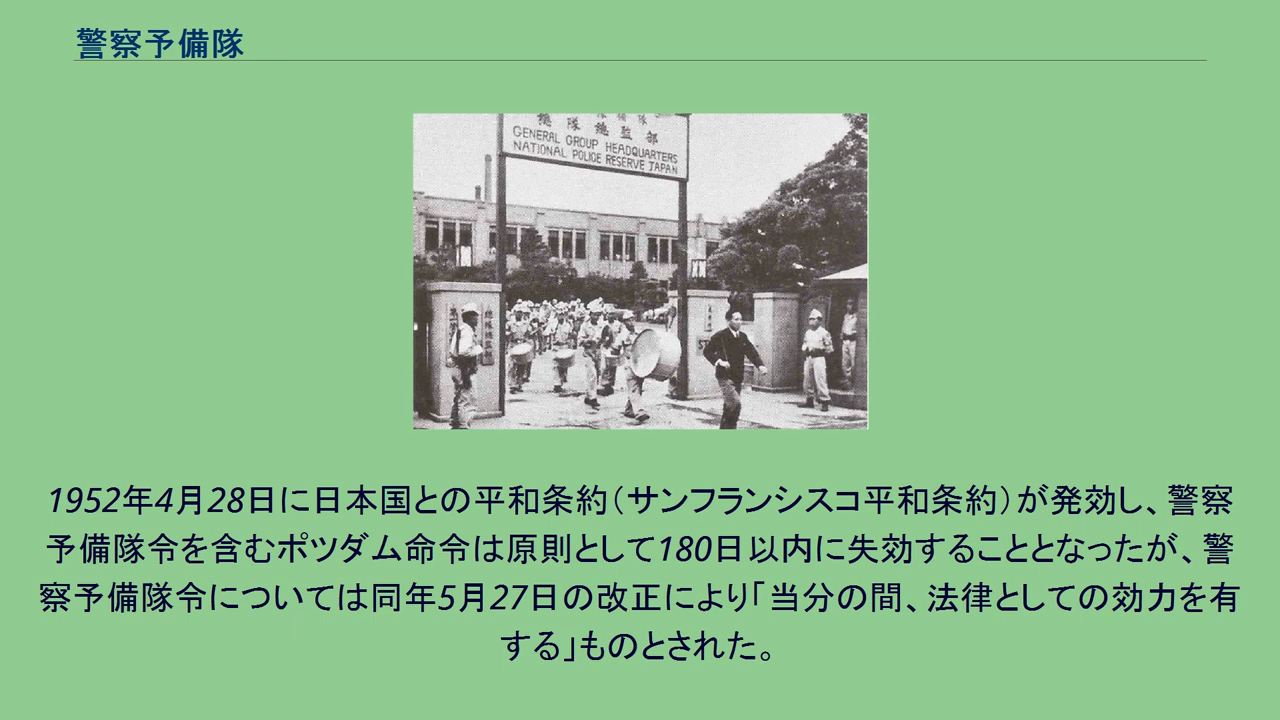 警察予備隊
隊總監部
GENERAL GROUP HEADQUARTERS
NATIONAL POLICE RESERVE JAPAN
1952年4月28日に日本国との平和条約（サンフランシスコ平和条約）が発効し、警察
予備隊令を含むポツダム命令は原則として180日以内に失効することとなったが、警
察予備隊令については同年5月27日の改正により「当分の間、法律としての効力を有
する」ものとされた。